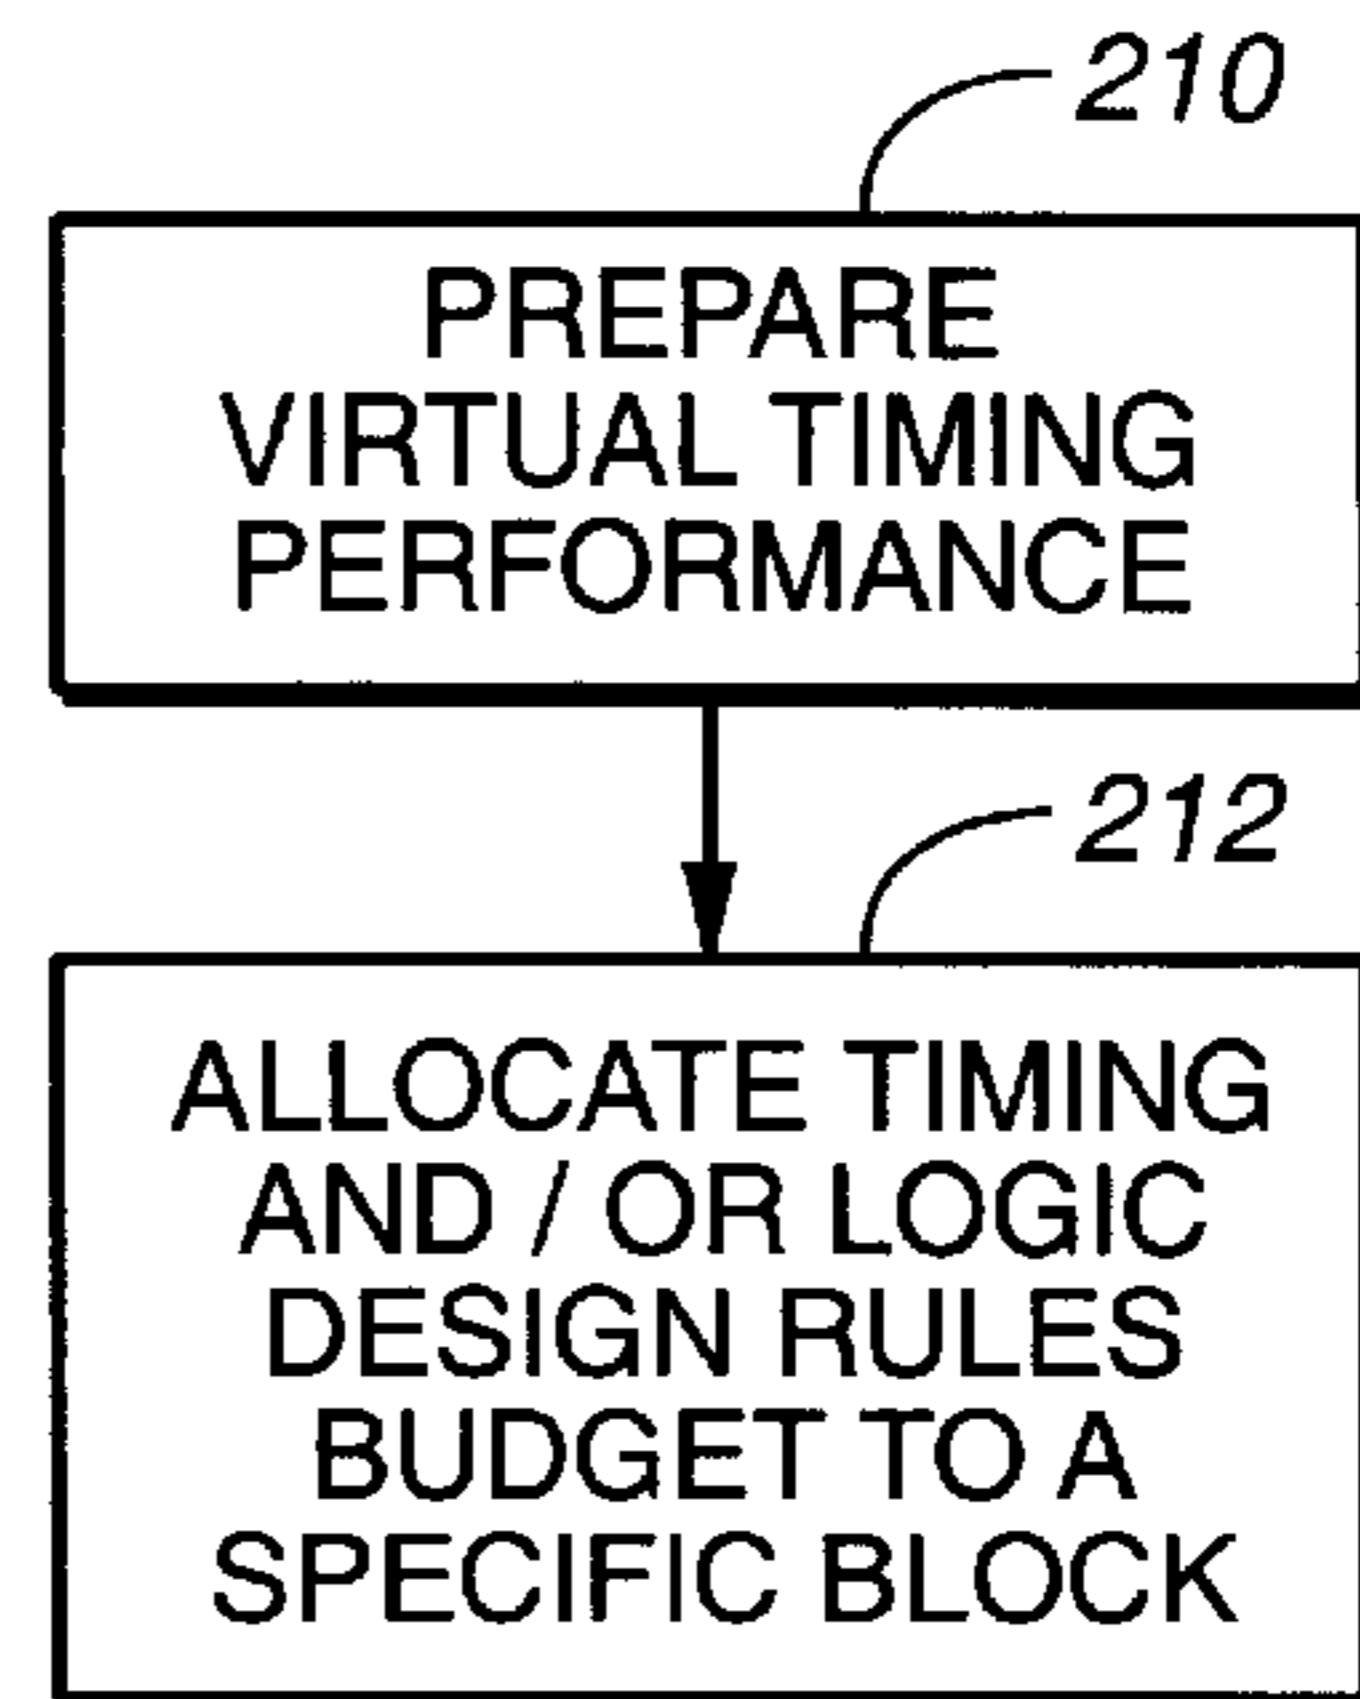 210
PREPARE
VIRTUAL TIMING
PERFORMANCE
212
ALLOCATE TIMING
AND / OR LOGIC
DESIGN RULES
BUDGET TO A
SPECIFIC BLOCK